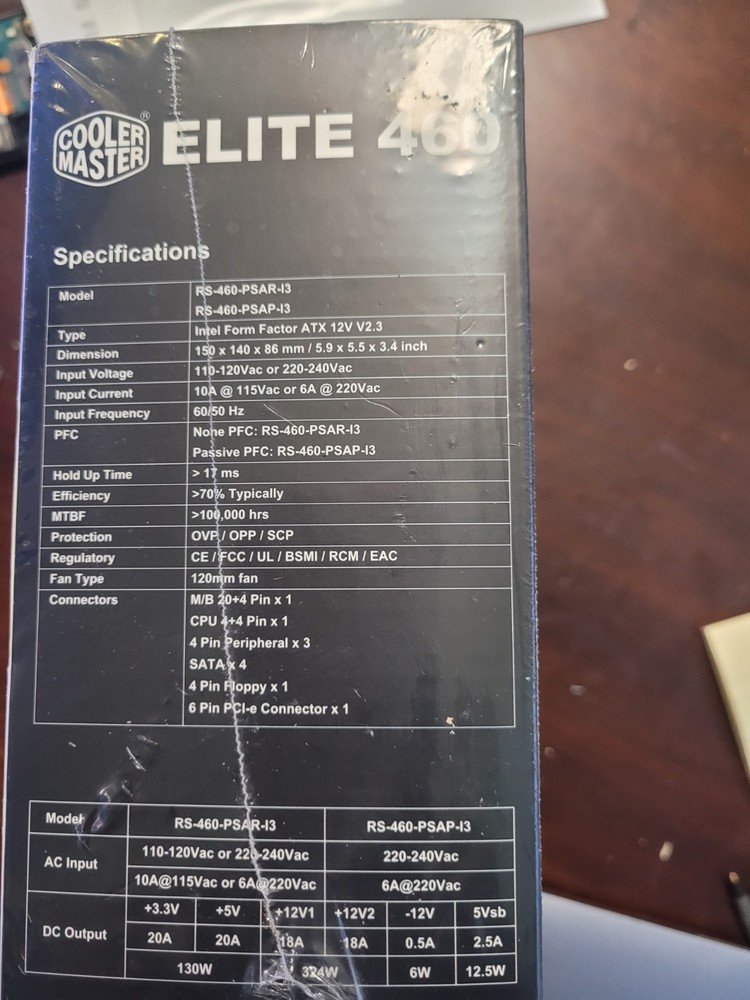 COOLER MASTER ® ELITE 460
Specifications
Model RS-460-PSAR-I3
RS-460-PSAP-I3
Type Intel Form Factor ATX 12V V2.3
Dimension 150 x 140 x 86 mm / 5.9 x 5.5 x 3.4 inch
Input Voltage 110-120Vac or 220-240Vac
Input Current 10A @ 115Vac or 6A @ 220Vac
Input Frequency 60/50 Hz
PFC None PFC: RS-460-PSAR-I3
Passive PFC: RS-460-PSAP-I3
Hold Up Time > 17 ms
Efficiency >70% Typically
MTBF >100,000 hrs
Protection OVP / OPP / SCP
Regulatory CE / FCC / UL / BSMI / RCM / EAC
Fan Type 120mm fan
Connectors M/B 20+4 Pin x 1
CPU 4+4 Pin x 1
4 Pin Peripheral x 3
SATA x 4
4 Pin Floppy x 1
6 Pin PCI-e Connector x 1
Model RS-460-PSAR-I3 RS-460-PSAP-I3
AC Input 110-120Vac or 220-240Vac 220-240Vac
10A@115Vac or 6A@220Vac 6A@220Vac
DC Output +3.3V +5V +12V1 +12V2 -12V 5Vsb
20A 20A 18A 18A 0.5A 2.5A
130W 324W 6W 12.5W